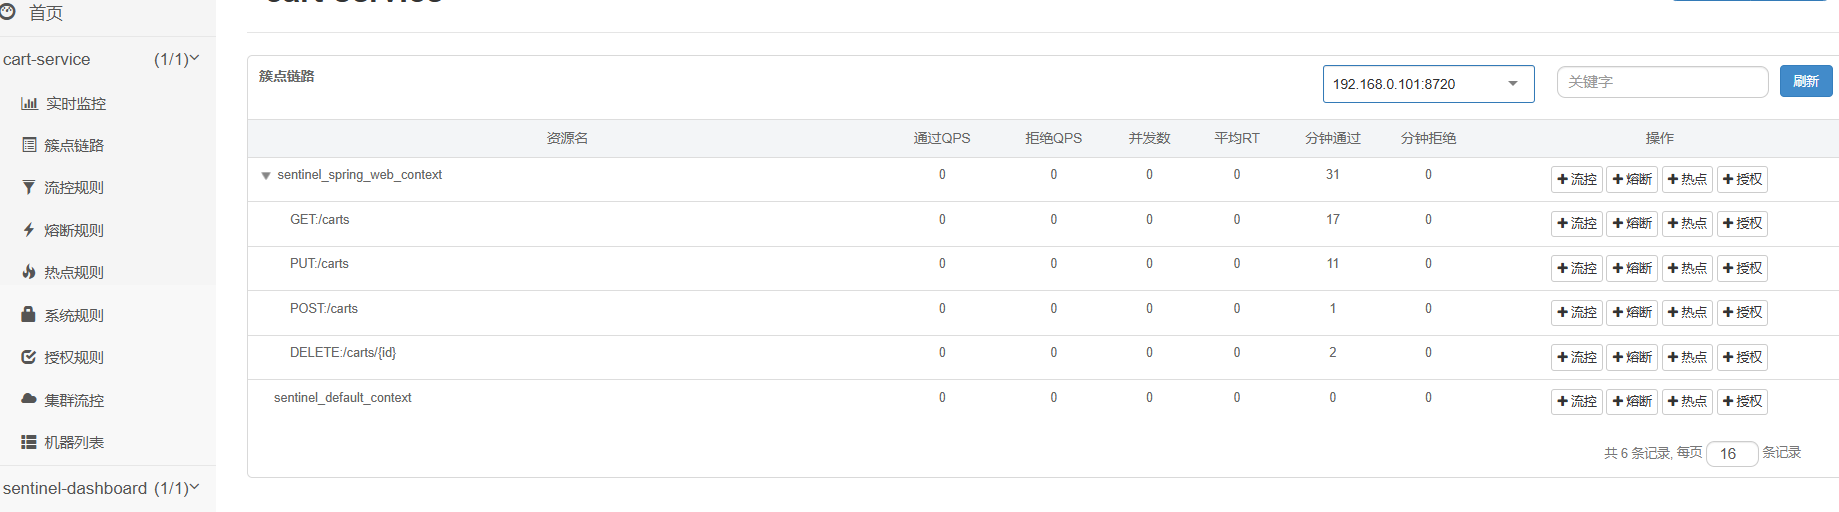 cart-service
首页
cart-service (1/1)
实时监控
簇点链路
流控规则
熔断规则
热点规则
系统规则
授权规则
集群流控
机器列表
sentinel-dashboard (1/1)
簇点链路 192.168.0.101:8720 关键字 刷新
资源名 通过QPS 拒绝QPS 并发数 平均RT 分钟通过 分钟拒绝 操作
sentinel_spring_web_context 0 0 0 0 31 0 流控 熔断 热点 授权
GET:/carts 0 0 0 0 17 0 流控 熔断 热点 授权
PUT:/carts 0 0 0 0 11 0 流控 熔断 热点 授权
POST:/carts 0 0 0 0 1 0 流控 熔断 热点 授权
DELETE:/carts/{id} 0 0 0 0 2 0 流控 熔断 热点 授权
sentinel_default_context 0 0 0 0 0 0 流控 熔断 热点 授权
共 6 条记录, 每页 16 条记录